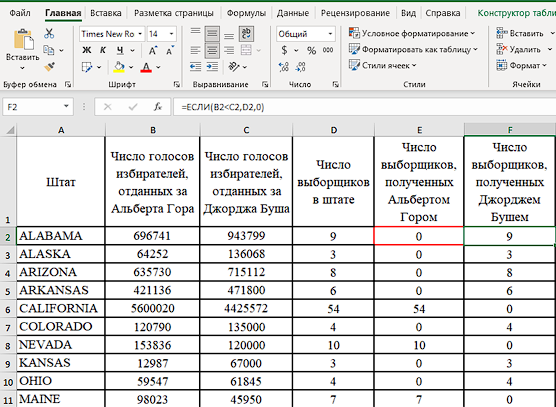 Файл Главная Вставка Разметка страницы Формулы Данные Рецензирование Вид Справка Конструктор табли
Times New Ro 14 Общий Условное форматирование Вставить
Вставить Ж К Ч Форматировать как таблицу Удалить
Стили ячеек Формат
Буфер обмена Шрифт Выравнивание Число Стили Ячейки
F2 fx =ЕСЛИ(B2<C2,D2,0)
A B C D E F
1 Штат Число голосов избирателей, отданных за Альберта Гора Число голосов избирателей, отданных за Джорджа Буша Число выборщиков в штате Число выборщиков, полученных Альбертом Гором Число выборщиков, полученных Джорджем Бушем
2 ALABAMA 696741 943799 9 0 9
3 ALASKA 64252 136068 3 0 3
4 ARIZONA 635730 715112 8 0 8
5 ARKANSAS 421136 471800 6 0 6
6 CALIFORNIA 5600020 4425572 54 54 0
7 COLORADO 120790 135000 4 0 4
8 NEVADA 153836 120000 10 10 0
9 KANSAS 12987 67000 3 0 3
10 OHIO 59547 61845 4 0 4
11 MAINE 98023 45950 7 7 0